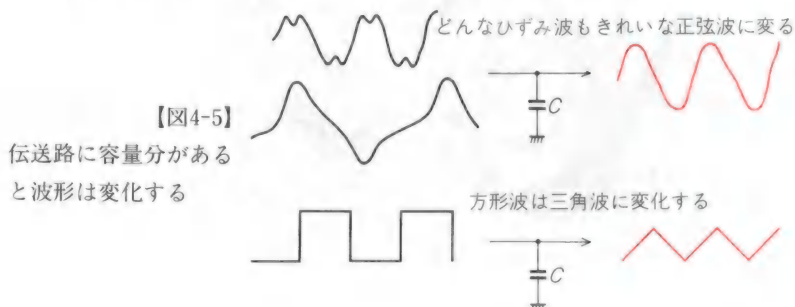 どんなひずみ波もきれいな正弦波に変る
C
【図4-5】
伝送路に容量分がある
と波形は変化する
方形波は三角波に変化する
C